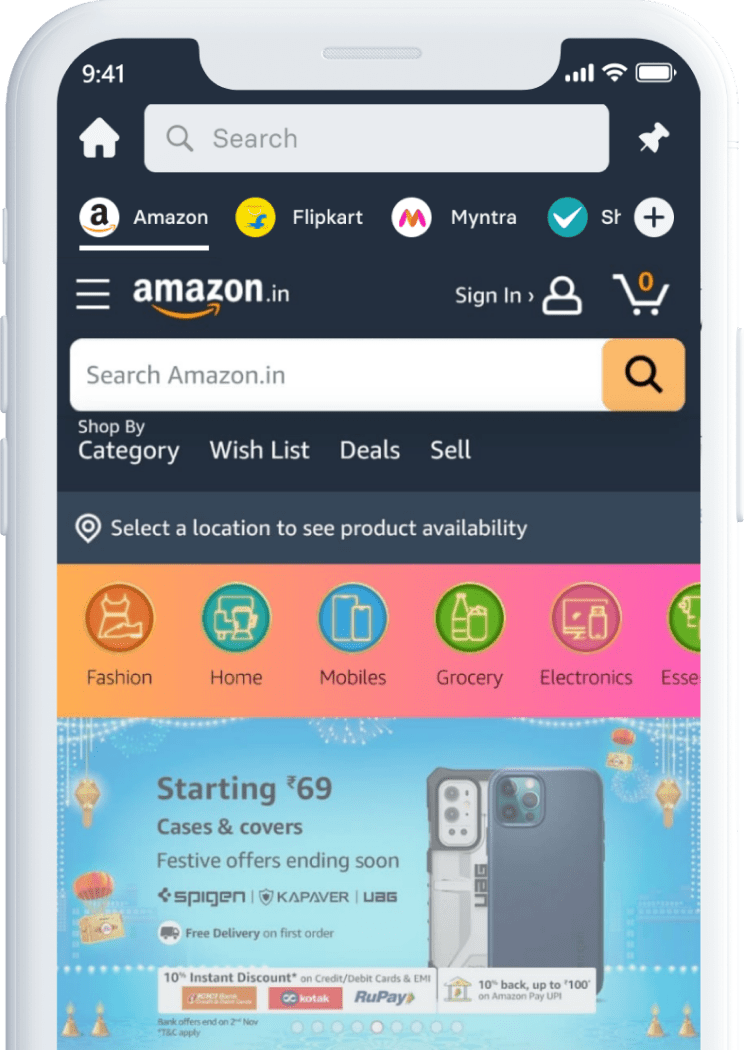 9:41
Search
a Amazon Flipkart Myntra Sh
amazon.in Sign In › 0
Search Amazon.in
Shop By
Category Wish List Deals Sell
Select a location to see product availability
Fashion Home Mobiles Grocery Electronics Esse
Starting ₹69
Cases & covers
Festive offers ending soon
spigen | KAPAVER | UAG
UAG
Free Delivery on first order
10% Instant Discount* on Credit/Debit Cards & EMI
ICICI Bank
kotak RuPay
10% back, up to ₹100*
on Amazon Pay UPI
Bank offers end on 2nd Nov
*T&C apply